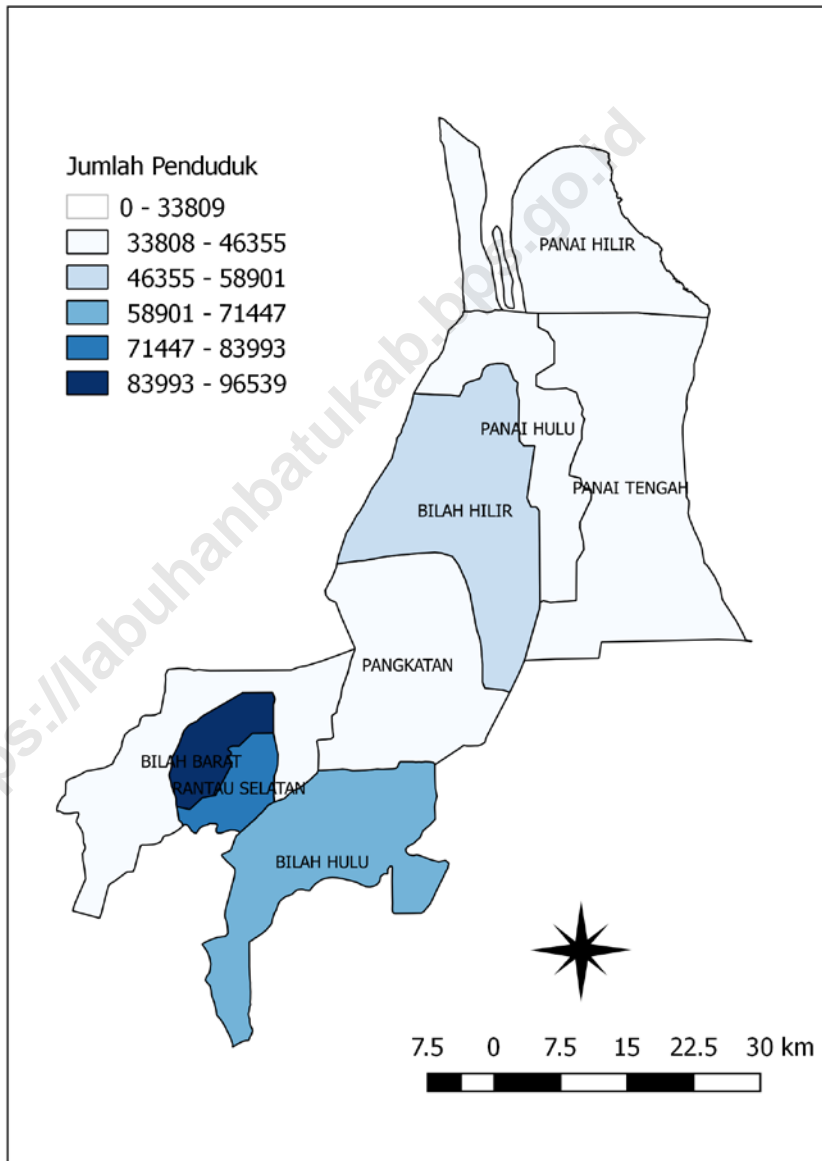 Jumlah Penduduk
0 - 33809
33808 - 46355
46355 - 58901
58901 - 71447
71447 - 83993
83993 - 96539
PANAI HILIR
PANAI HULU
PANAI TENGAH
BILAH HILIR
PANGKATAN
BILAH BARAT
RANTAU SELATAN
BILAH HULU
7.5 0 7.5 15 22.5 30 km
ps://labuhanbatukab.bps.go.id